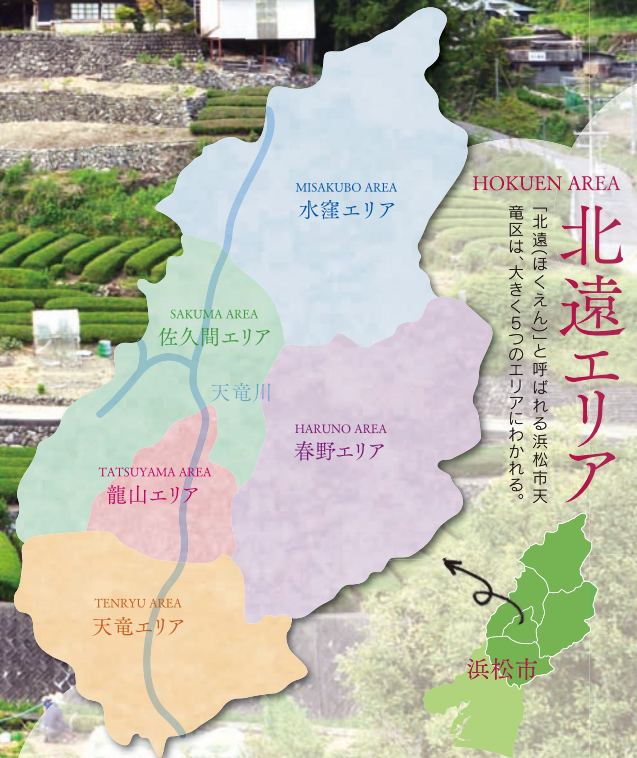 HOKUEN AREA
北遠エリア
「北遠(ほくえん)」と呼ばれる浜松市天
竜区は、大きく5つのエリアにわかれる。
MISAKUBO AREA
水窪エリア
SAKUMA AREA
佐久間エリア
天竜川
HARUNO AREA
春野エリア
TATSUYAMA AREA
龍山エリア
TENRYU AREA
天竜エリア
浜松市